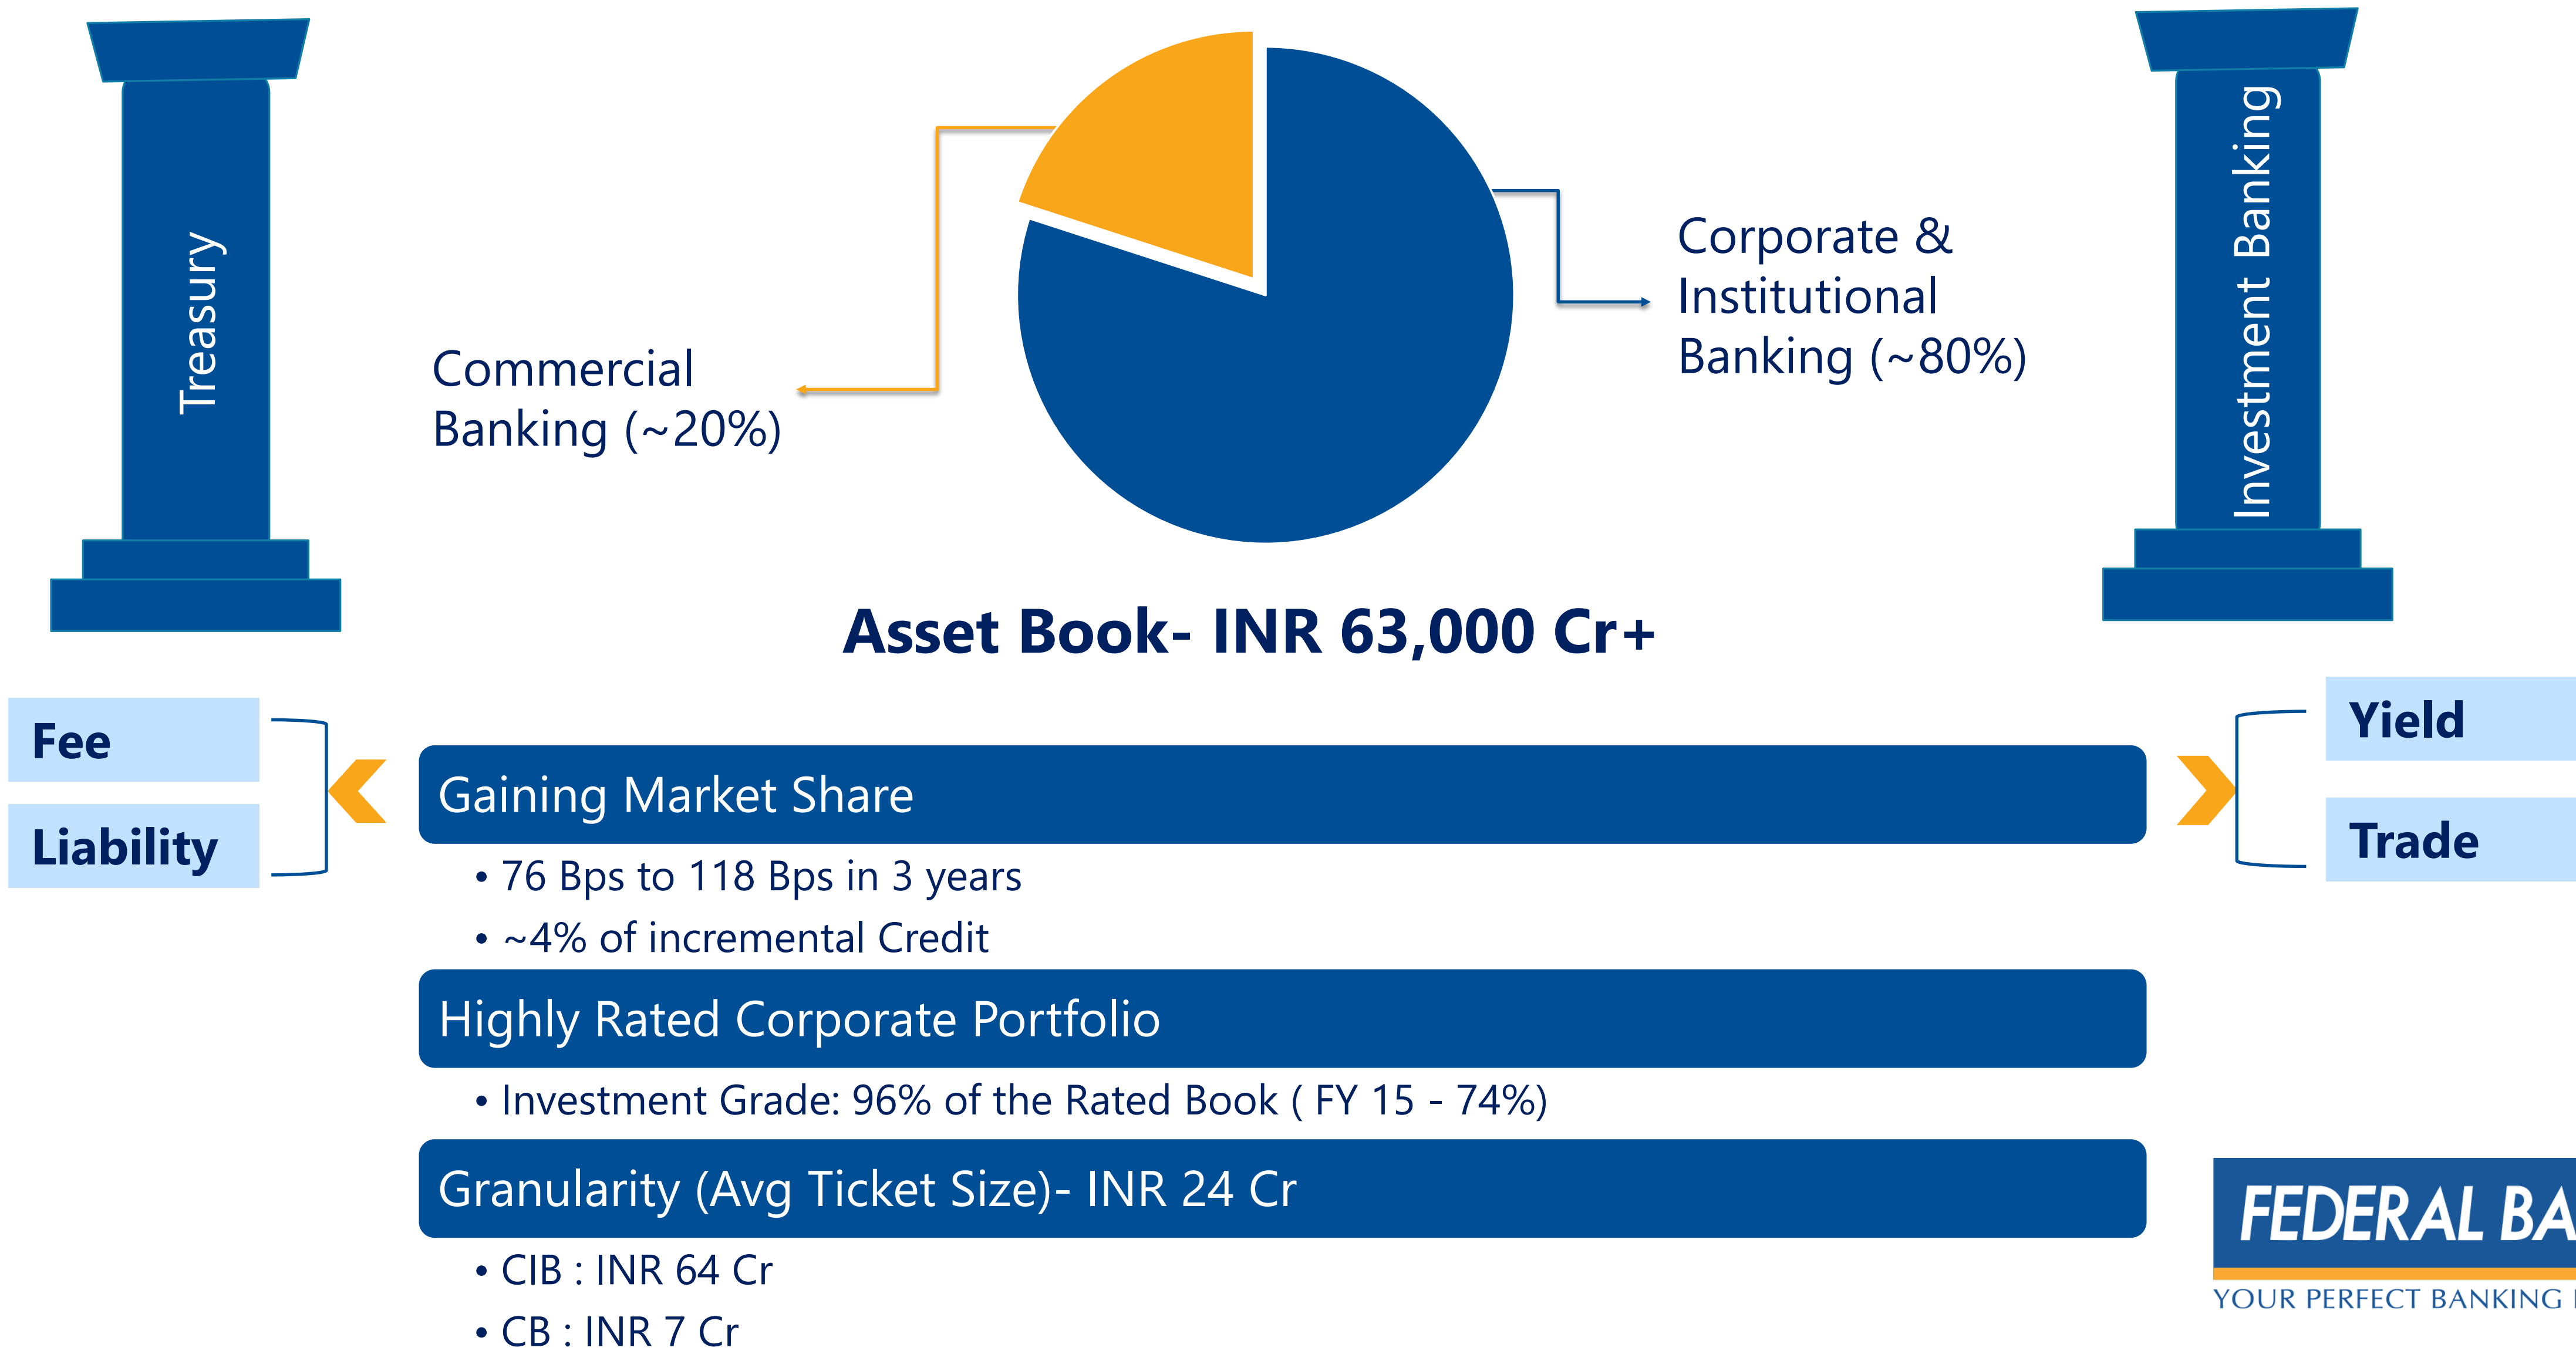 Treasury
Commercial
Banking (~20%)
Corporate &
Institutional
Banking (~80%)
Investment Banking
Asset Book- INR 63,000 Cr+
Fee
Liability
Yield
Trade
Gaining Market Share
• 76 Bps to 118 Bps in 3 years
• ~4% of incremental Credit
Highly Rated Corporate Portfolio
• Investment Grade: 96% of the Rated Book ( FY 15 - 74%)
Granularity (Avg Ticket Size)- INR 24 Cr
• CIB : INR 64 Cr
• CB : INR 7 Cr
FEDERAL BA
YOUR PERFECT BANKING